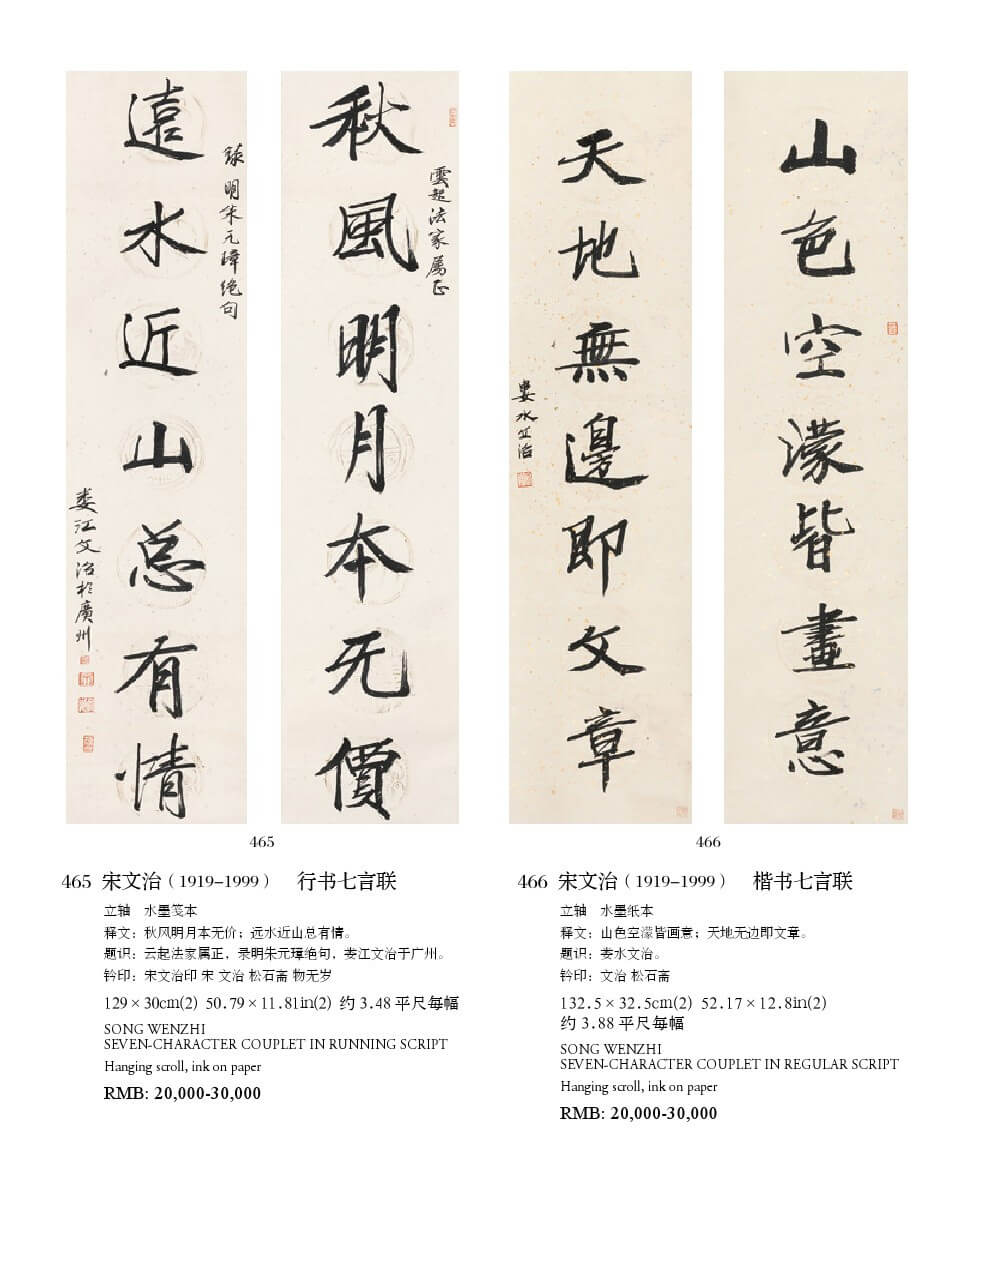 秋風明月本无價
雲起法家属正
遠水近山总有情
录明朱元璋绝句
娄江文治於廣州
465
山色空濛皆畫意
天地無邊即文章
娄水文治
466
465 宋文治（1919–1999） 行书七言联
立轴 水墨笺本
释文：秋风明月本无价；远水近山总有情。
题识：云起法家属正，录明朱元璋绝句，娄江文治于广州。
钤印：宋文治印 宋 文治 松石斋 物无岁
129×30cm(2) 50.79×11.81in(2) 约 3.48 平尺每幅
SONG WENZHI
SEVEN-CHARACTER COUPLET IN RUNNING SCRIPT
Hanging scroll, ink on paper
RMB: 20,000-30,000
466 宋文治（1919–1999） 楷书七言联
立轴 水墨纸本
释文：山色空濛皆画意；天地无边即文章。
题识：娄水文治。
钤印：文治 松石斋
132.5×32.5cm(2) 52.17×12.8in(2)
约 3.88 平尺每幅
SONG WENZHI
SEVEN-CHARACTER COUPLET IN REGULAR SCRIPT
Hanging scroll, ink on paper
RMB: 20,000-30,000